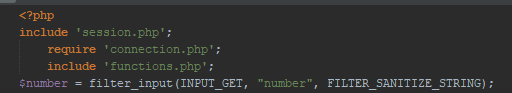 <?php
include 'session.php';
require 'connection.php';
include 'functions.php';
$number = filter_input(INPUT_GET, "number", FILTER_SANITIZE_STRING);